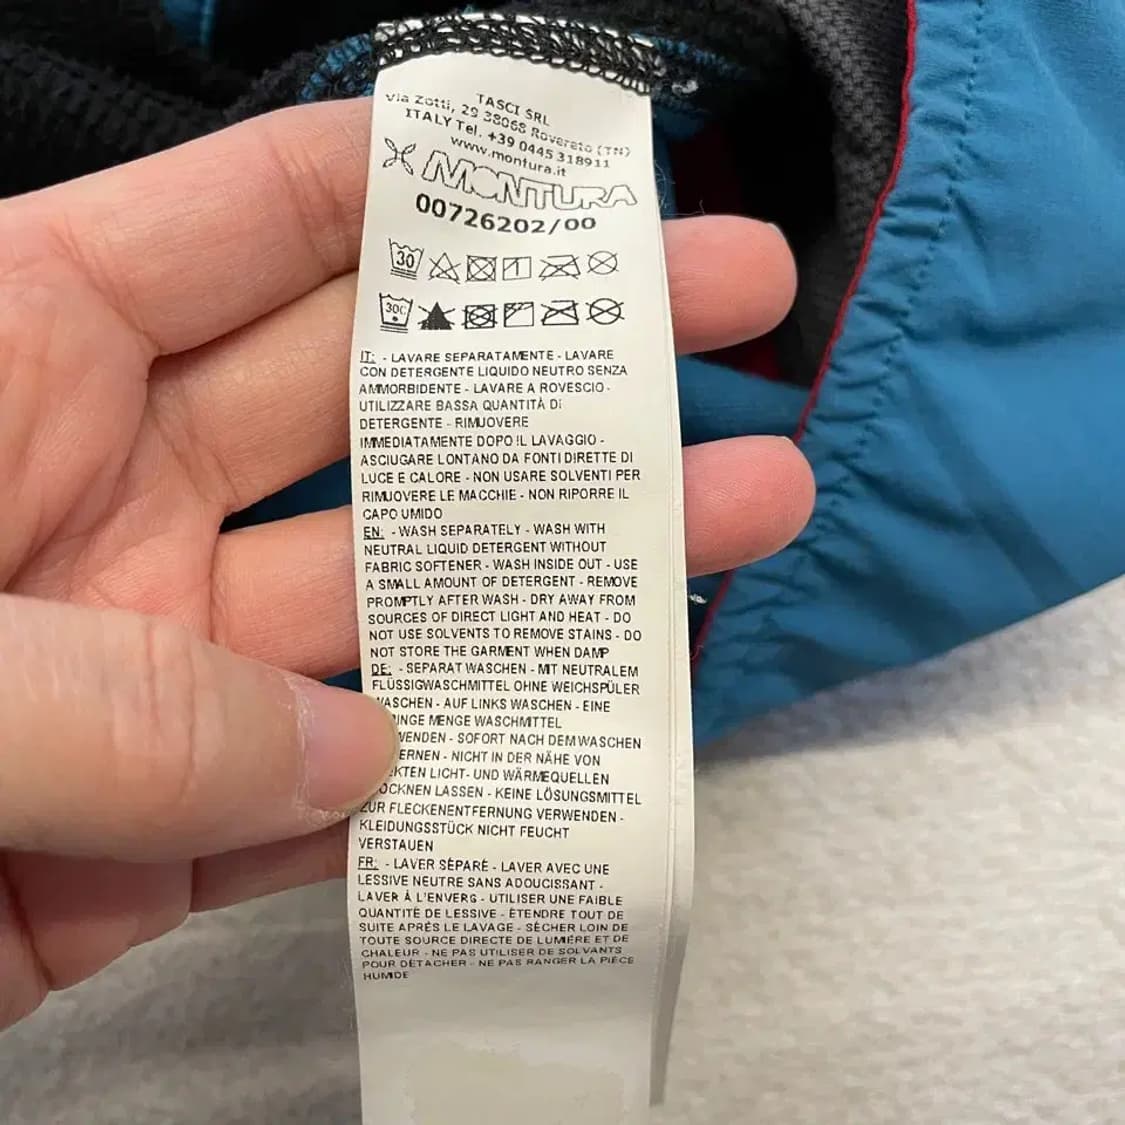 TASCI SRL
via Zotti, 29 38068 Rovereto (TN)
ITALY Tel. +39 0445 318911
www.montura.it
MONTURA
00726202/00
30
30C
IT: - LAVARE SEPARATAMENTE - LAVARE
CON DETERGENTE LIQUIDO NEUTRO SENZA
AMMORBIDENTE - LAVARE A ROVESCIO -
UTILIZZARE BASSA QUANTITÀ DI
DETERGENTE - RIMUOVERE
IMMEDIATAMENTE DOPO IL LAVAGGIO -
ASCIUGARE LONTANO DA FONTI DIRETTE DI
LUCE E CALORE - NON USARE SOLVENTI PER
RIMUOVERE LE MACCHIE - NON RIPORRE IL
CAPO UMIDO
EN: - WASH SEPARATELY - WASH WITH
NEUTRAL LIQUID DETERGENT WITHOUT
FABRIC SOFTENER - WASH INSIDE OUT - USE
A SMALL AMOUNT OF DETERGENT - REMOVE
PROMPTLY AFTER WASH - DRY AWAY FROM
SOURCES OF DIRECT LIGHT AND HEAT - DO
NOT USE SOLVENTS TO REMOVE STAINS - DO
NOT STORE THE GARMENT WHEN DAMP
DE: - SEPARAT WASCHEN - MIT NEUTRALEM
FLÜSSIGWASCHMITTEL OHNE WEICHSPÜLER
WASCHEN - AUF LINKS WASCHEN - EINE
INGE MENGE WASCHMITTEL
WENDEN - SOFORT NACH DEM WASCHEN
ERNEN - NICHT IN DER NÄHE VON
EKTEN LICHT- UND WÄRMEQUELLEN
OCKNEN LASSEN - KEINE LÖSUNGSMITTEL
ZUR FLECKENENTFERNUNG VERWENDEN -
KLEIDUNGSSTÜCK NICHT FEUCHT
VERSTAUEN
FR: - LAVER SÉPARÉ - LAVER AVEC UNE
LESSIVE NEUTRE SANS ADOUCISSANT -
LAVER À L'ENVERG - UTILISER UNE FAIBLE
QUANTITÉ DE LESSIVE - ÉTENDRE TOUT DE
SUITE APRÉS LE LAVAGE - SÉCHER LOIN DE
TOUTE SOURCE DIRECTE DE LUMIÉRE ET DE
CHALEUR - NE PAS UTILISER DE SOLVANTS
POUR DÉTACHER - NE PAS RANGER LA PIÉCE
HUMIDE